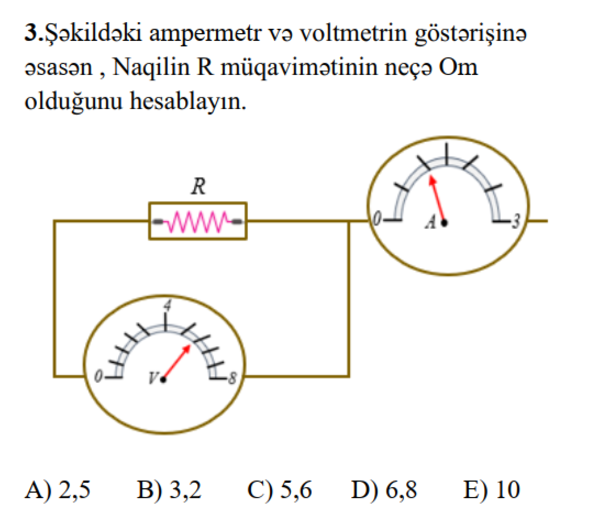 3.Şəkildəki ampermetr və voltmetrin göstərişinə
əsasən , Naqilin R müqavimətinin neçə Om
olduğunu hesablayın.
R
0 A 3
4
0 V 8
A) 2,5 B) 3,2 C) 5,6 D) 6,8 E) 10